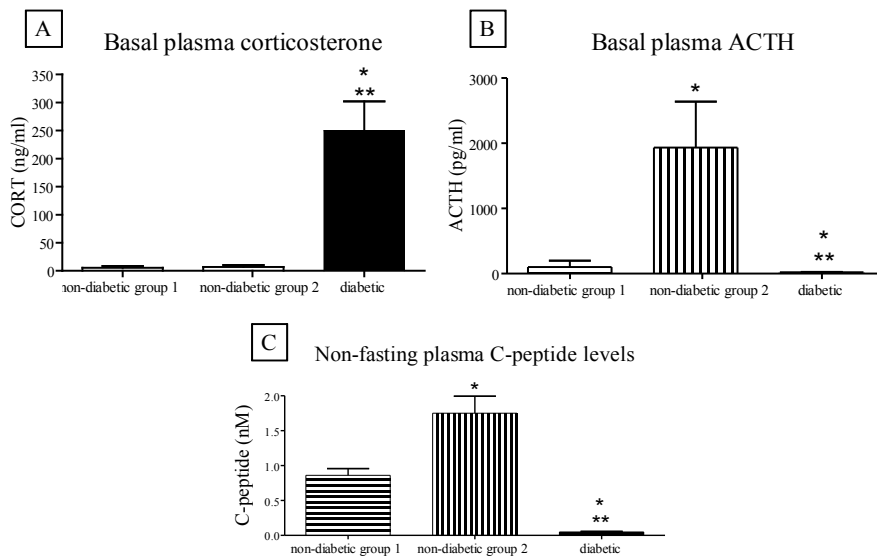 A
Basal plasma corticosterone
CORT (ng/ml)
350
300
250
200
150
100
50
0
*
**
non-diabetic group 1
non-diabetic group 2
diabetic
B
Basal plasma ACTH
ACTH (pg/ml)
3000
2000
1000
0
*
*
**
non-diabetic group 1
non-diabetic group 2
diabetic
C
Non-fasting plasma C-peptide levels
C-peptide (nM)
2.0
1.5
1.0
0.5
0.0
*
*
**
non-diabetic group 1
non-diabetic group 2
diabetic